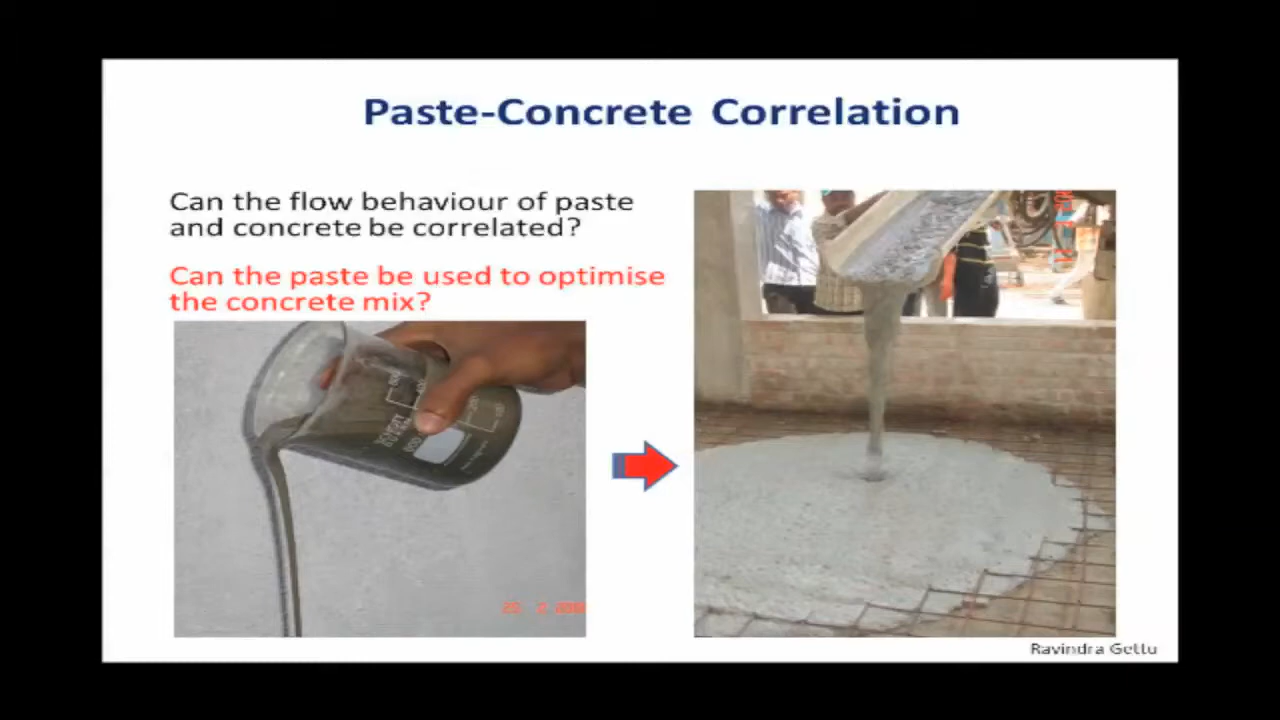 Paste-Concrete Correlation
Can the flow behaviour of paste
and concrete be correlated?
Can the paste be used to optimise
the concrete mix?
Ravindra Gettu